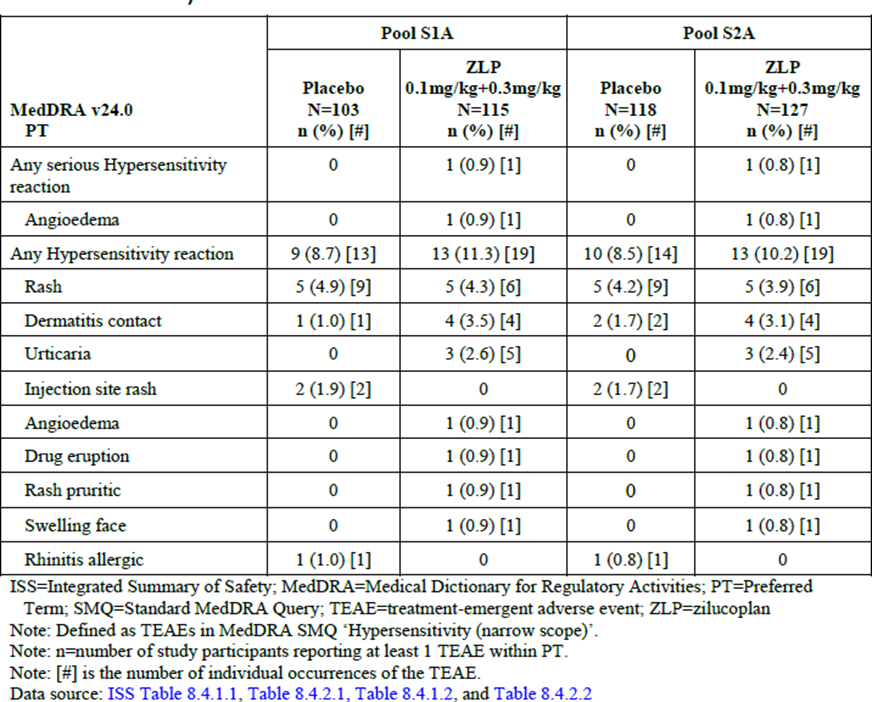 Pool S1A Pool S2A
MedDRA v24.0
PT
Placebo
N=103
n (%) [#]
ZLP
0.1mg/kg+0.3mg/kg
N=115
n (%) [#]
Placebo
N=118
n (%) [#]
ZLP
0.1mg/kg+0.3mg/kg
N=127
n (%) [#]
Any serious Hypersensitivity
reaction
0 1 (0.9) [1] 0 1 (0.8) [1]
Angioedema 0 1 (0.9) [1] 0 1 (0.8) [1]
Any Hypersensitivity reaction 9 (8.7) [13] 13 (11.3) [19] 10 (8.5) [14] 13 (10.2) [19]
Rash 5 (4.9) [9] 5 (4.3) [6] 5 (4.2) [9] 5 (3.9) [6]
Dermatitis contact 1 (1.0) [1] 4 (3.5) [4] 2 (1.7) [2] 4 (3.1) [4]
Urticaria 0 3 (2.6) [5] 0 3 (2.4) [5]
Injection site rash 2 (1.9) [2] 0 2 (1.7) [2] 0
Angioedema 0 1 (0.9) [1] 0 1 (0.8) [1]
Drug eruption 0 1 (0.9) [1] 0 1 (0.8) [1]
Rash pruritic 0 1 (0.9) [1] 0 1 (0.8) [1]
Swelling face 0 1 (0.9) [1] 0 1 (0.8) [1]
Rhinitis allergic 1 (1.0) [1] 0 1 (0.8) [1] 0
ISS=Integrated Summary of Safety; MedDRA=Medical Dictionary for Regulatory Activities; PT=Preferred
Term; SMQ=Standard MedDRA Query; TEAE=treatment-emergent adverse event; ZLP=zilucoplan
Note: Defined as TEAEs in MedDRA SMQ ‘Hypersensitivity (narrow scope)’.
Note: n=number of study participants reporting at least 1 TEAE within PT.
Note: [#] is the number of individual occurrences of the TEAE.
Data source: ISS Table 8.4.1.1, Table 8.4.2.1, Table 8.4.1.2, and Table 8.4.2.2